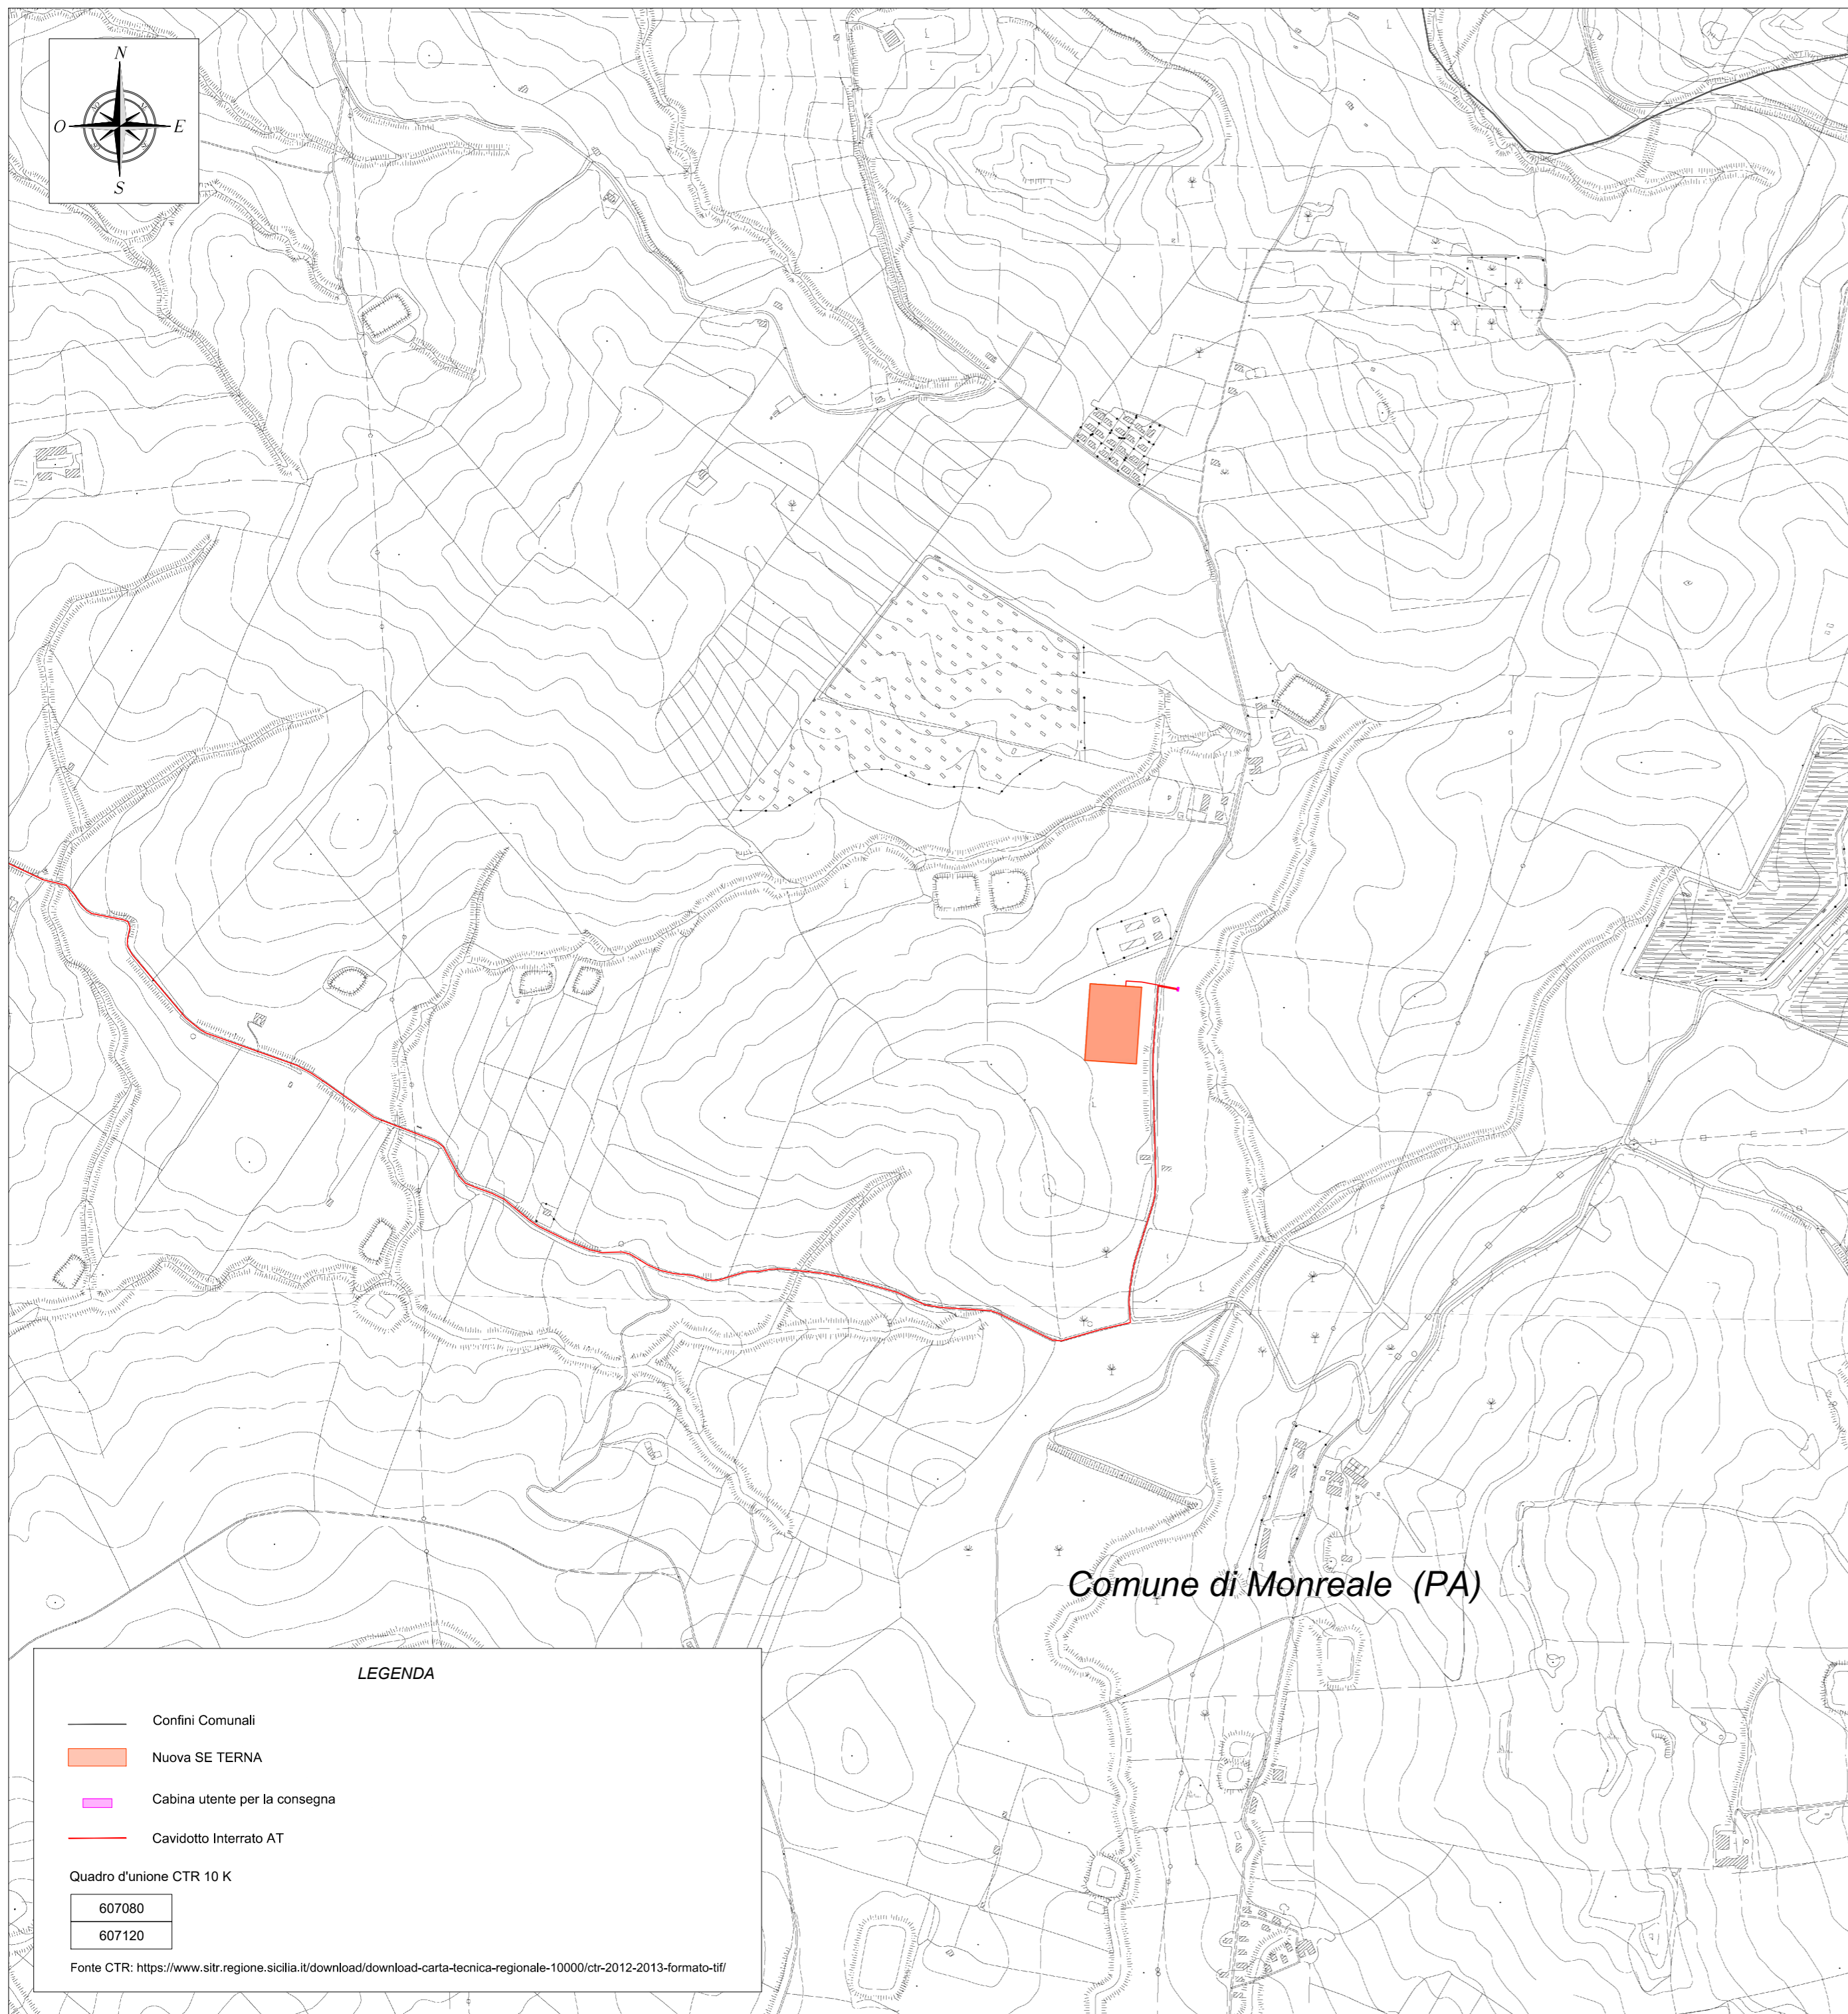 N
O
E
S
Comune di Monreale (PA)
LEGENDA
Confini Comunali
Nuova SE TERNA
Cabina utente per la consegna
Cavidotto Interrato AT
Quadro d'unione CTR 10 K
607080
607120
Fonte CTR: https://www.sitr.regione.sicilia.it/download/download-carta-tecnica-regionale-10000/ctr-2012-2013-formato-tif/